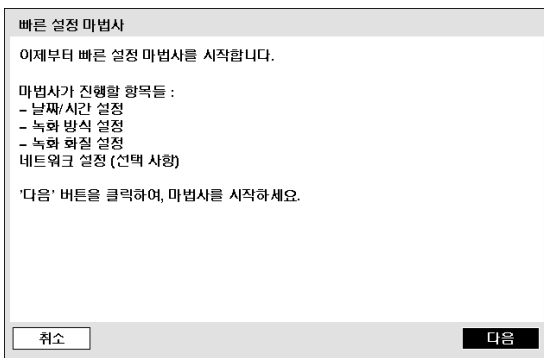 빠른 설정 마법사
이제부터 빠른 설정 마법사를 시작합니다.
마법사가 진행할 항목들 :
– 날짜/시간 설정
– 녹화 방식 설정
– 녹화 화질 설정
네트워크 설정 (선택 사항)
'다음' 버튼을 클릭하여, 마법사를 시작하세요.
취소
다음